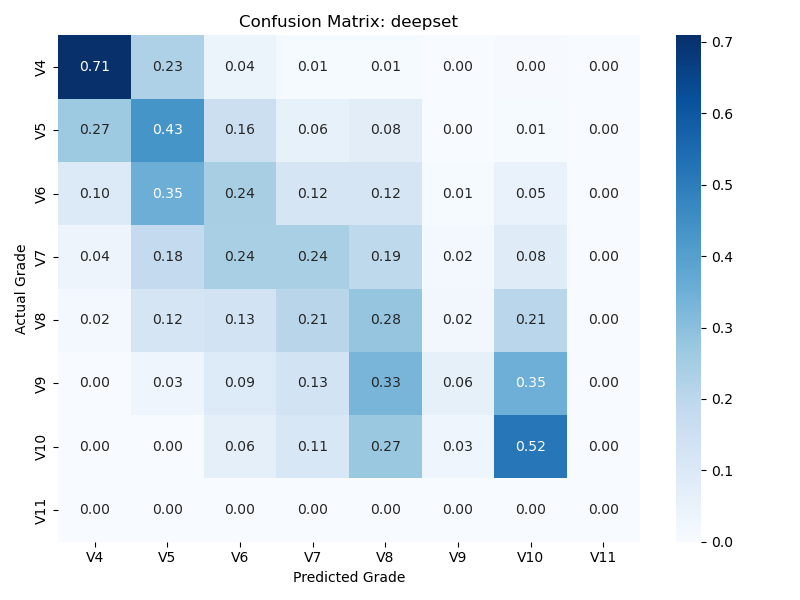 Confusion Matrix: deepset
V4 0.71 0.23 0.04 0.01 0.01 0.00 0.00 0.00
V5 0.27 0.43 0.16 0.06 0.08 0.00 0.01 0.00
V6 0.10 0.35 0.24 0.12 0.12 0.01 0.05 0.00
V7 0.04 0.18 0.24 0.24 0.19 0.02 0.08 0.00
V8 0.02 0.12 0.13 0.21 0.28 0.02 0.21 0.00
V9 0.00 0.03 0.09 0.13 0.33 0.06 0.35 0.00
V10 0.00 0.00 0.06 0.11 0.27 0.03 0.52 0.00
V11 0.00 0.00 0.00 0.00 0.00 0.00 0.00 0.00
V4 V5 V6 V7 V8 V9 V10 V11
Predicted Grade
Actual Grade
0.7
0.6
0.5
0.4
0.3
0.2
0.1
0.0